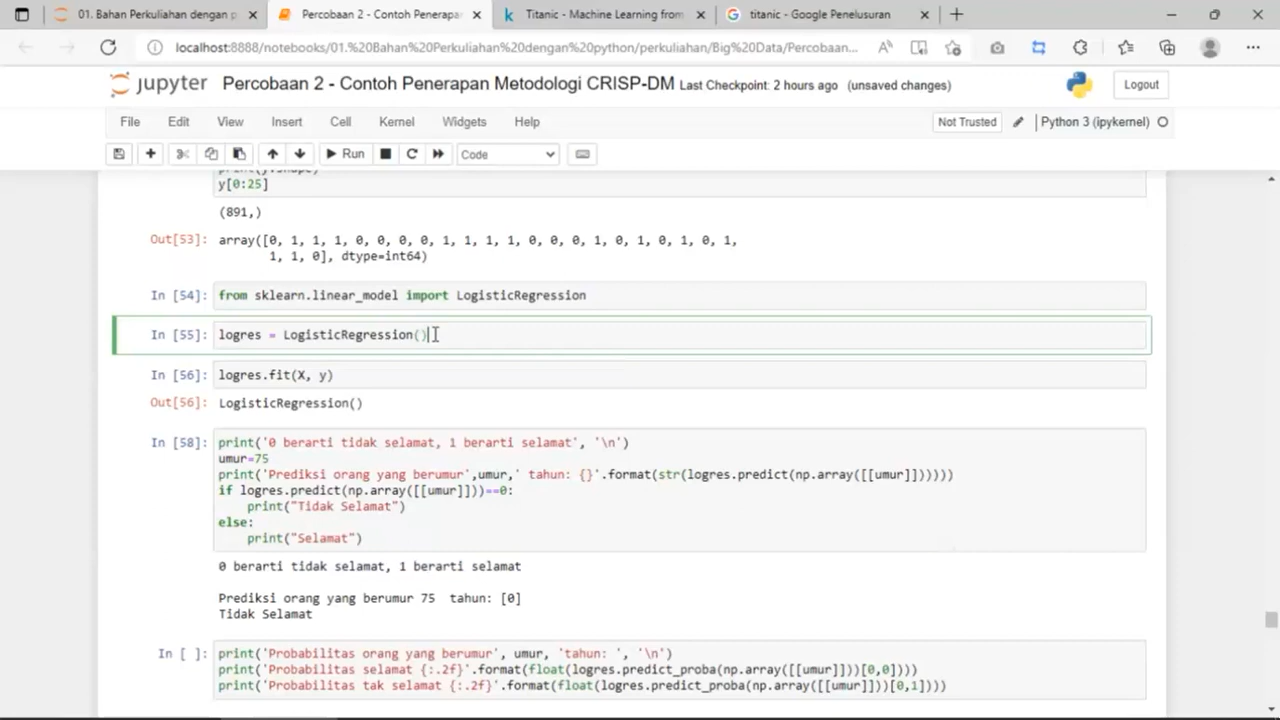 01. Bahan Perkuliahan dengan p
Percobaan 2 - Contoh Penerapa
Titanic - Machine Learning from
titanic - Google Penelusuran
localhost:8888/notebooks/01.%20Bahan%20Perkuliahan%20dengan%20python/perkuliahan/Big%20Data/Percobaan...
jupyter Percobaan 2 - Contoh Penerapan Metodologi CRISP-DM Last Checkpoint: 2 hours ago (unsaved changes) Logout
File Edit View Insert Cell Kernel Widgets Help Not Trusted Python 3 (ipykernel)
Run Code
print(y.shape)
y[0:25]
(891,)
Out[53]: array([0, 1, 1, 1, 0, 0, 0, 0, 1, 1, 1, 1, 0, 0, 0, 1, 0, 1, 0, 1, 0, 1,
1, 1, 0], dtype=int64)
In [54]: from sklearn.linear_model import LogisticRegression
In [55]: logres = LogisticRegression()
In [56]: logres.fit(X, y)
Out[56]: LogisticRegression()
In [58]: print('0 berarti tidak selamat, 1 berarti selamat', '\n')
umur=75
print('Prediksi orang yang berumur',umur,' tahun: {}'.format(str(logres.predict(np.array([[umur]])))))
if logres.predict(np.array([[umur]]))==0:
print("Tidak Selamat")
else:
print("Selamat")
0 berarti tidak selamat, 1 berarti selamat
Prediksi orang yang berumur 75 tahun: [0]
Tidak Selamat
In [ ]: print('Probabilitas orang yang berumur', umur, 'tahun: ', '\n')
print('Probabilitas selamat {:.2f}'.format(float(logres.predict_proba(np.array([[umur]]))[0,0])))
print('Probabilitas tak selamat {:.2f}'.format(float(logres.predict_proba(np.array([[umur]]))[0,1])))